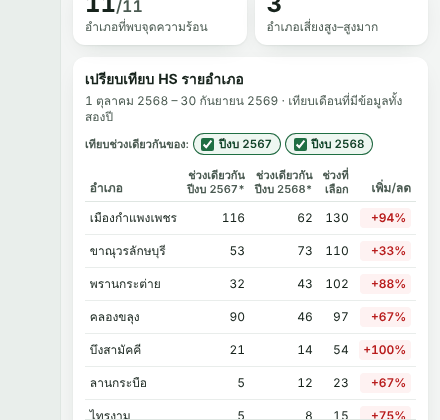 11/11
3
อำเภอที่พบจุดความร้อน
อำเภอเสี่ยงสูง–สูงมาก
เปรียบเทียบ HS รายอำเภอ
1 ตุลาคม 2568 – 30 กันยายน 2569 · เทียบเดือนที่มีข้อมูลทั้ง
สองปี
เทียบช่วงเดียวกันของ: ปีงบ 2567 ปีงบ 2568
อำเภอ ช่วงเดียวกัน ปีงบ 2567* ช่วงเดียวกัน ปีงบ 2568* ช่วงที่ เลือก เพิ่ม/ลด
เมืองกำแพงเพชร 116 62 130 +94%
ขาณุวรลักษบุรี 53 73 110 +33%
พรานกระต่าย 32 43 102 +88%
คลองขลุง 90 46 97 +67%
บึงสามัคคี 21 14 54 +100%
ลานกระบือ 5 12 23 +67%
ไทรงาม 5 8 15 +75%